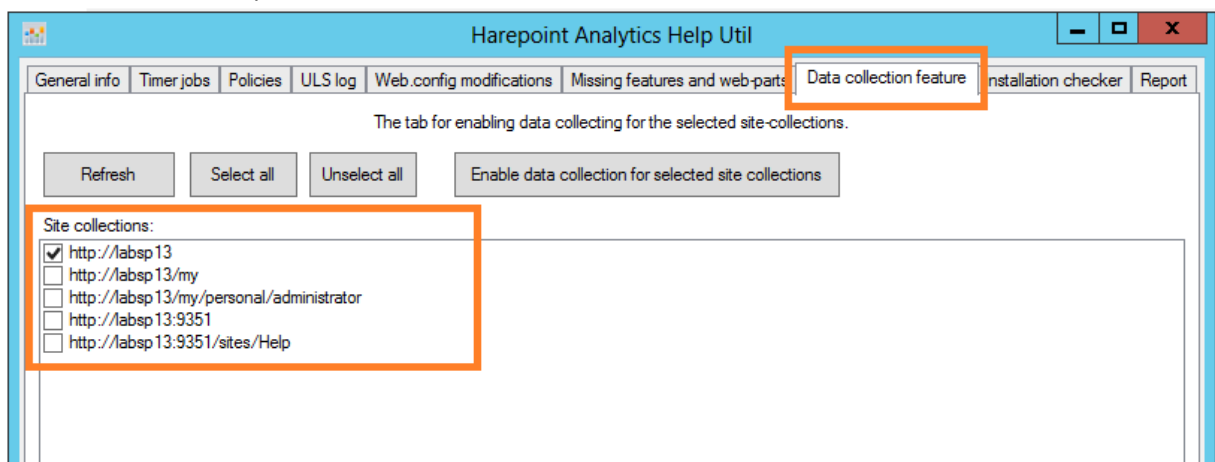 Harepoint Analytics Help Util
General info Timer jobs Policies ULS log Web.config modifications Missing features and web-parts Data collection feature nstallation checker Report
The tab for enabling data collecting for the selected site-collections.
Refresh Select all Unselect all Enable data collection for selected site collections
Site collections:
http://labsp13
http://labsp13/my
http://labsp13/my/personal/administrator
http://labsp13:9351
http://labsp13:9351/sites/Help